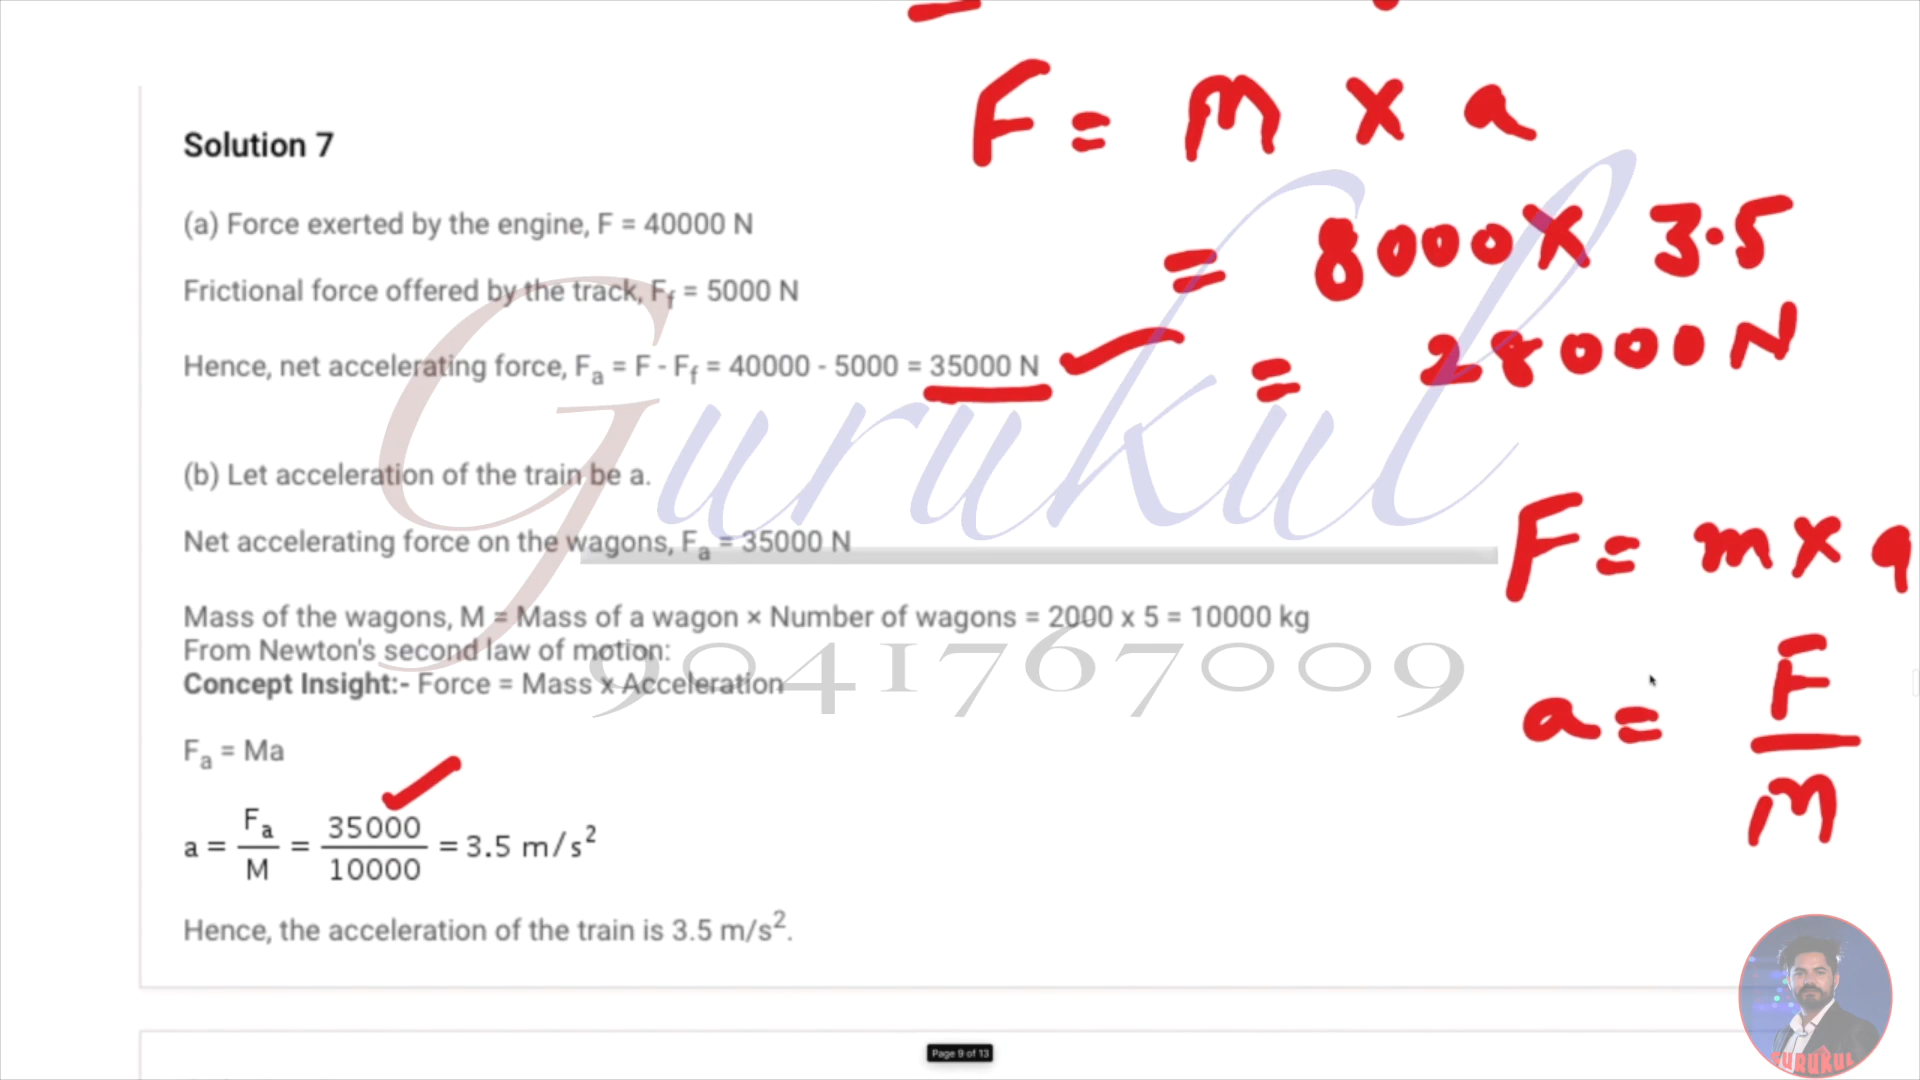 F = m x a
Solution 7
(a) Force exerted by the engine, F = 40000 N
= 8000 x 3.5
Frictional force offered by the track, Ff = 5000 N
= 28000 N
Hence, net accelerating force, Fa = F - Ff = 40000 - 5000 = 35000 N
Gurukul
(b) Let acceleration of the train be a.
Net accelerating force on the wagons, Fa = 35000 N
F = m x a
Mass of the wagons, M = Mass of a wagon × Number of wagons = 2000 x 5 = 10000 kg
From Newton's second law of motion:
9041767009
Concept Insight:- Force = Mass x Acceleration
a = F
M
Fa = Ma
a = Fa/M = 35000/10000 = 3.5 m/s²
Hence, the acceleration of the train is 3.5 m/s².
Page 9 of 13
GURUKUL